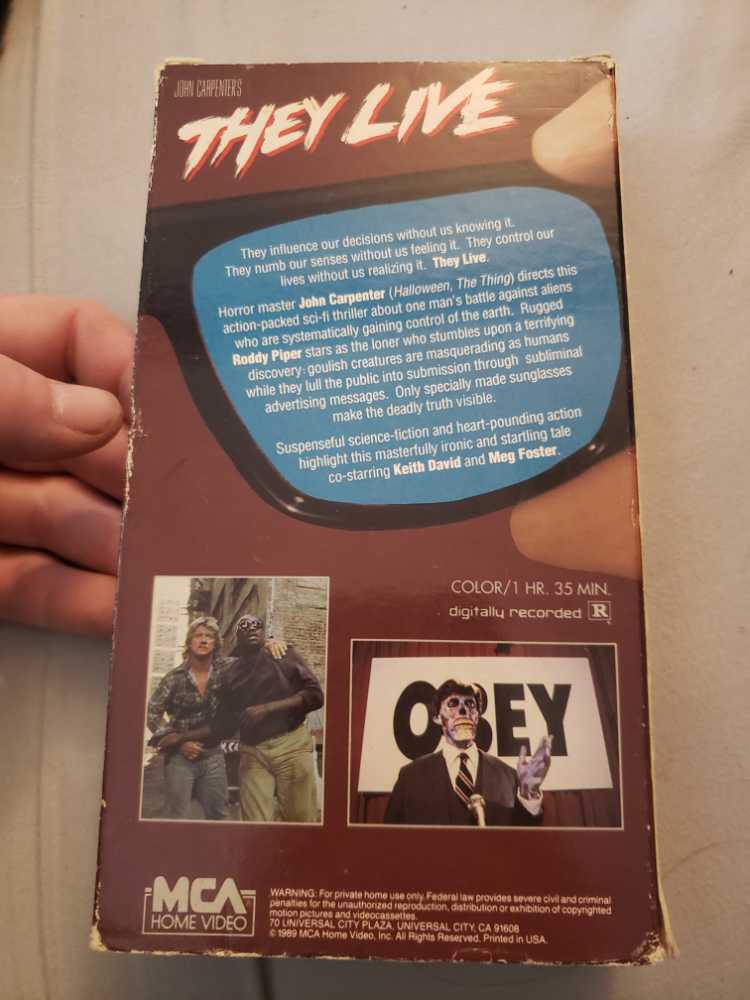 JOHN CARPENTER'S
THEY LIVE
They influence our decisions without us knowing it.
They numb our senses without us feeling it. They control our
lives without us realizing it. They Live.
Horror master John Carpenter (Halloween, The Thing) directs this
action-packed sci-fi thriller about one man's battle against aliens
who are systematically gaining control of the earth. Rugged
Roddy Piper stars as the loner who stumbles upon a terrifying
discovery: goulish creatures are masquerading as humans
while they lull the public into submission through subliminal
advertising messages. Only specially made sunglasses
make the deadly truth visible.
Suspenseful science-fiction and heart-pounding action
highlight this masterfully ironic and startling tale
co-starring Keith David and Meg Foster.
COLOR/1 HR. 35 MIN.
digitally recorded R
OBEY
MCA
HOME VIDEO
WARNING: For private home use only. Federal law provides severe civil and criminal
penalties for the unauthorized reproduction, distribution or exhibition of copyrighted
motion pictures and videocassettes.
70 UNIVERSAL CITY PLAZA, UNIVERSAL CITY, CA 91608
© 1989 MCA Home Video, Inc. All Rights Reserved. Printed in USA.